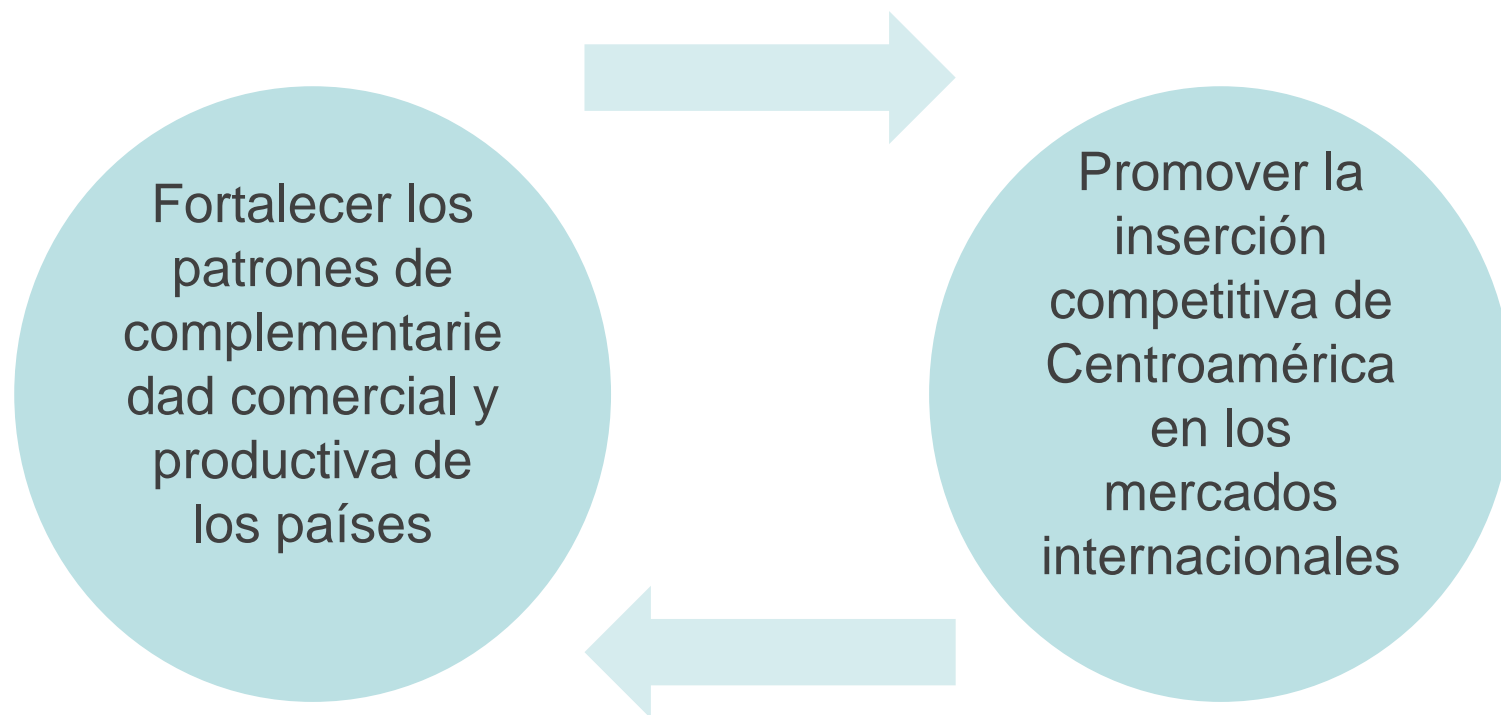 Fortalecer los
patrones de
complementarie
dad comercial y
productiva de
los países
Promover la
inserción
competitiva de
Centroamérica
en los
mercados
internacionales